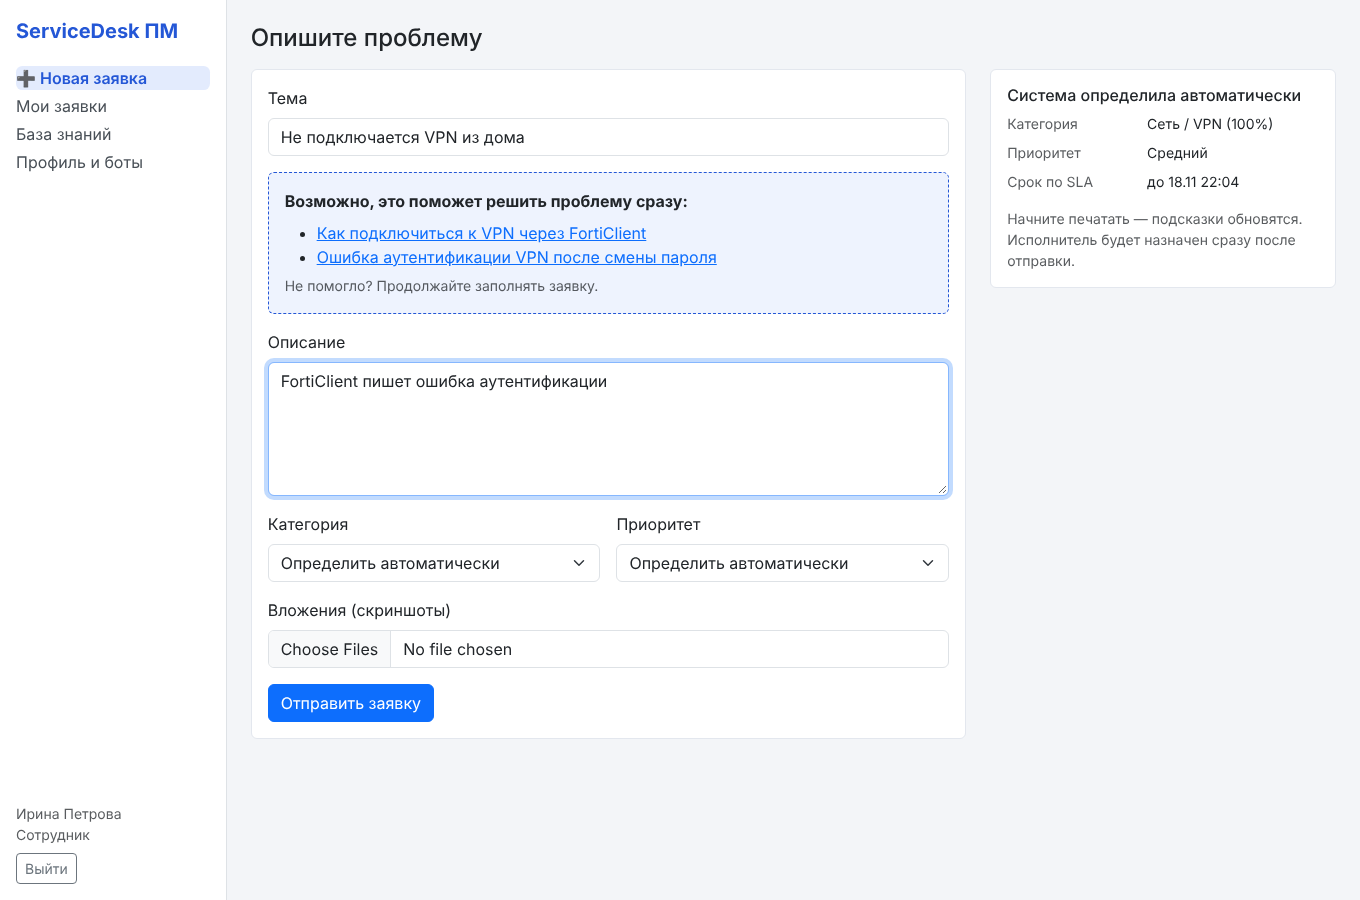 ServiceDesk ПМ
➕ Новая заявка
Мои заявки
База знаний
Профиль и боты
Ирина Петрова
Сотрудник
Выйти
Опишите проблему
Тема
Не подключается VPN из дома
Возможно, это поможет решить проблему сразу:
• Как подключиться к VPN через FortiClient
• Ошибка аутентификации VPN после смены пароля
Не помогло? Продолжайте заполнять заявку.
Описание
FortiClient пишет ошибка аутентификации
Категория Приоритет
Определить автоматически Определить автоматически
Вложения (скриншоты)
Choose Files No file chosen
Отправить заявку
Система определила автоматически
Категория Сеть / VPN (100%)
Приоритет Средний
Срок по SLA до 18.11 22:04
Начните печатать — подсказки обновятся.
Исполнитель будет назначен сразу после
отправки.